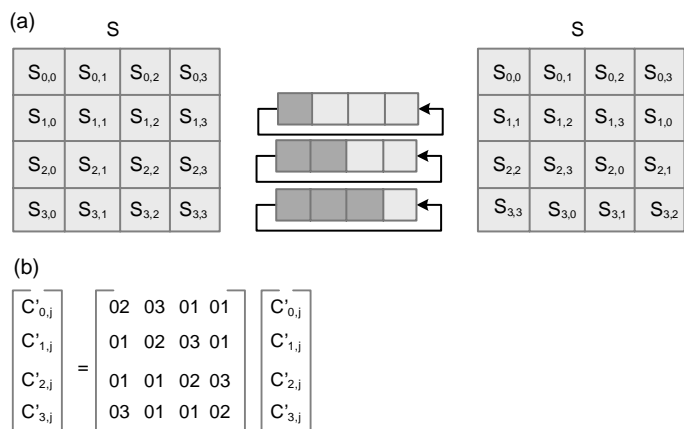 (a)
S S
S0,0 S0,1 S0,2 S0,3 S0,0 S0,1 S0,2 S0,3
S1,0 S1,1 S1,2 S1,3 S1,1 S1,2 S1,3 S1,0
S2,0 S2,1 S2,2 S2,3 S2,2 S2,3 S2,0 S2,1
S3,0 S3,1 S3,2 S3,3 S3,3 S3,0 S3,1 S3,2
(b)
C'0,j 02 03 01 01 C'0,j
C'1,j 01 02 03 01 C'1,j
=
C'2,j 01 01 02 03 C'2,j
C'3,j 03 01 01 02 C'3,j